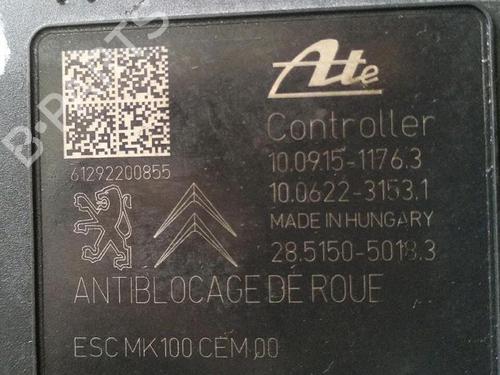 Ate
Controller
10.0915-1176.3
10.0622-3153.1
MADE IN HUNGARY
28.5150-5018.3
61292200855
ANTIBLOCAGE DE ROUE
ESC MK100 CEM 00